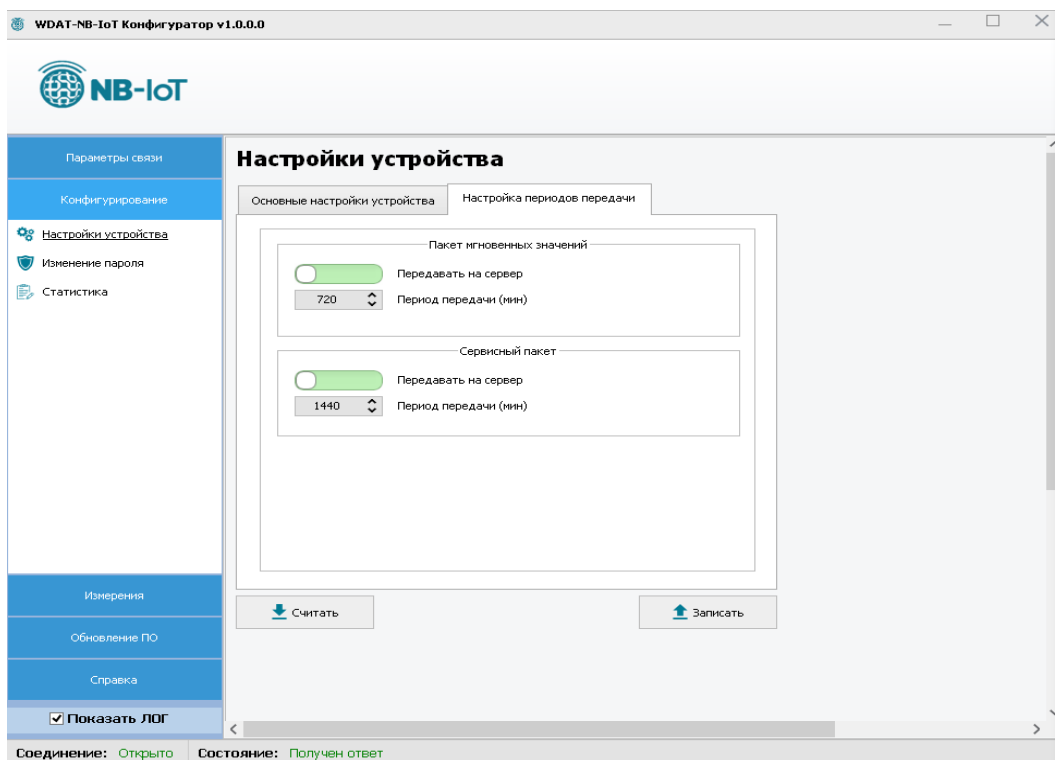 WDAT-NB-IoT Конфигуратор v1.0.0.0
NB-IoT
Параметры связи
Конфигурирование
Настройки устройства
Изменение пароля
Статистика
Измерения
Обновление ПО
Справка
Показать ЛОГ
Настройки устройства
Основные настройки устройства
Настройка периодов передачи
Пакет мгновенных значений
Передавать на сервер
720 Период передачи (мин)
Сервисный пакет
Передавать на сервер
1440 Период передачи (мин)
Считать
Записать
Соединение: Открыто Состояние: Получен ответ